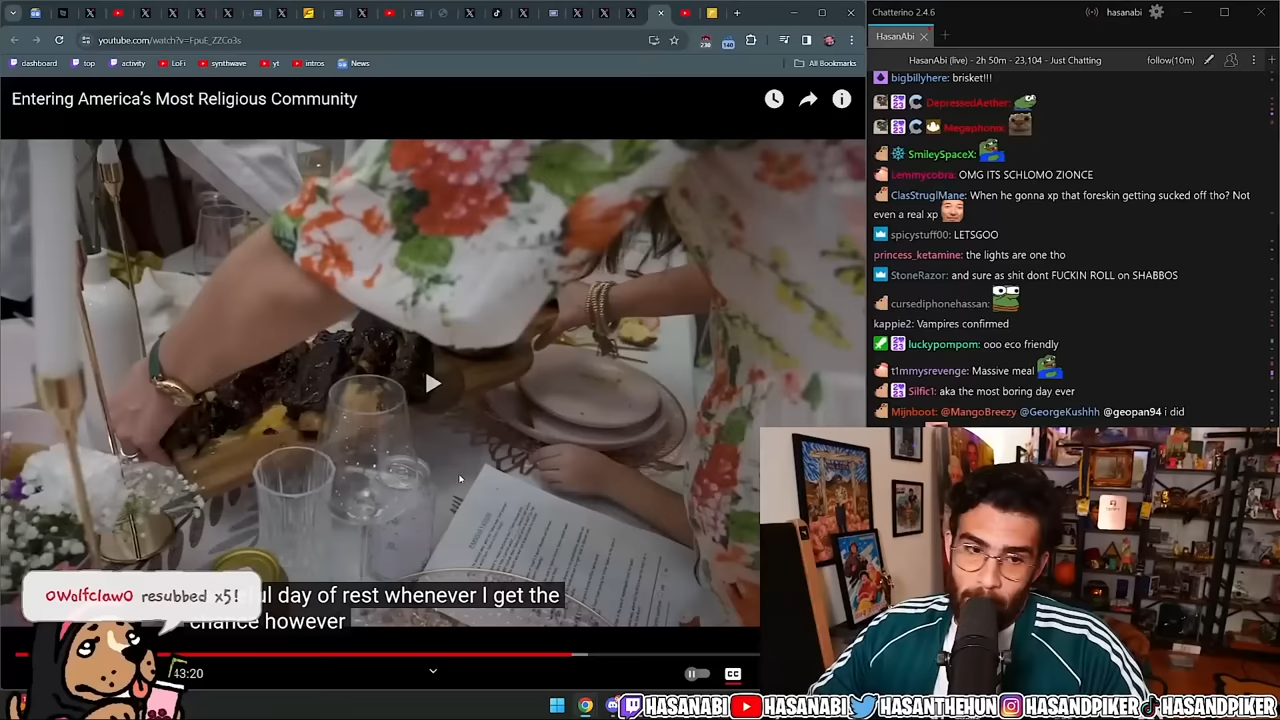 Chatterino 2.4.6
hasanabi
youtube.com/watch?v=FpuE_ZZCo3s
238
140
HasanAbi
dashboard
top
activity
LoFi
synthwave
yt
intros
News
All Bookmarks
HasanAbi (live) - 2h 50m - 23,104 - Just Chatting
follow(10m)
Entering America's Most Religious Community
bigbillyhere: brisket!!!
DepressedAether:
Megaphonix:
SmileySpaceX:
Lemmycobra: OMG ITS SCHLOMO ZIONCE
ClasStruglMane: When he gonna xp that foreskin getting sucked off tho? Not
even a real xp
spicystuff00: LETSGOO
princess_ketamine: the lights are one tho
StoneRazor: and sure as shit dont FUCKIN ROLL on SHABBOS
cursediphonehassan:
kappie2: Vampires confirmed
luckypompom: ooo eco friendly
t1mmysrevenge: Massive meal
Silfic1: aka the most boring day ever
Mijnboot: @MangoBreezy @GeorgeKushhh @geopan94 i did
0Wolfclaw0 resubbed x5!
ul day of rest whenever I get the
chance however
43:20
CC
HASANABI
HASANABI
HASANTHEHUN
HASANDPIKER
HASANDPIKER